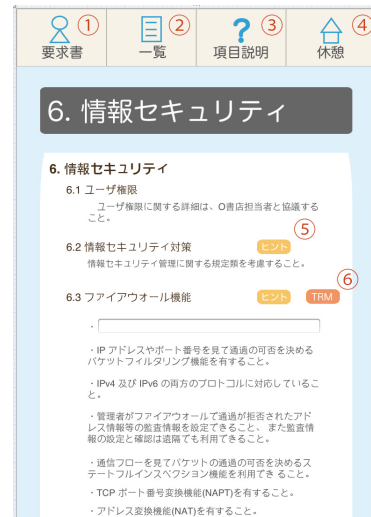 ① ② ? ③ ④
要求書 一覧 項目説明 休憩
6. 情報セキュリティ
6. 情報セキュリティ
6.1 ユーザ権限
ユーザ権限に関する詳細は、O書店担当者と協議する
こと。
⑤
6.2 情報セキュリティ対策 ヒント
情報セキュリティ管理に関する規定類を考慮すること。
⑥
6.3 ファイアウォール機能 ヒント TRM
・
・IP アドレスやポート番号を見て通過の可否を決める
パケットフィルタリング機能を有すること。
・IPv4 及び IPv6 の両方のプロトコルに対応しているこ
と。
・管理者がファイアウォールで通過が拒否されたアド
レス情報等の監査情報を設定できること、また監査情
報の設定と確認は遠隔でも利用できること。
・通信フローを見てパケットの通過の可否を決めるス
テートフルインスペクション機能を利用でき ること。
・TCP ポート番号変換機能(NAPT)を有すること。
・アドレス変換機能(NAT)を有すること。